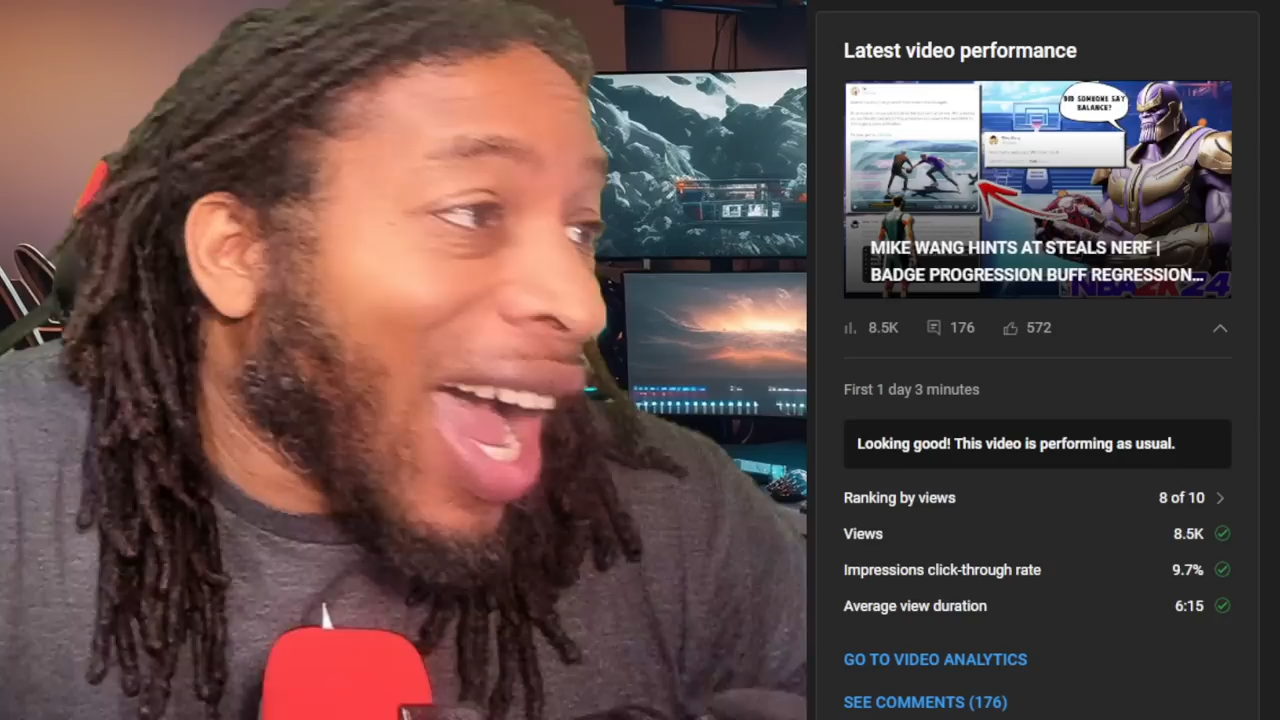 Latest video performance
DID SOMEONE SAY
BALANCE?
MIKE WANG HINTS AT STEALS NERF |
BADGE PROGRESSION BUFF REGRESSION...
NBA 2K24
8.5K 176 572
First 1 day 3 minutes
Looking good! This video is performing as usual.
Ranking by views 8 of 10
Views 8.5K
Impressions click-through rate 9.7%
Average view duration 6:15
GO TO VIDEO ANALYTICS
SEE COMMENTS (176)